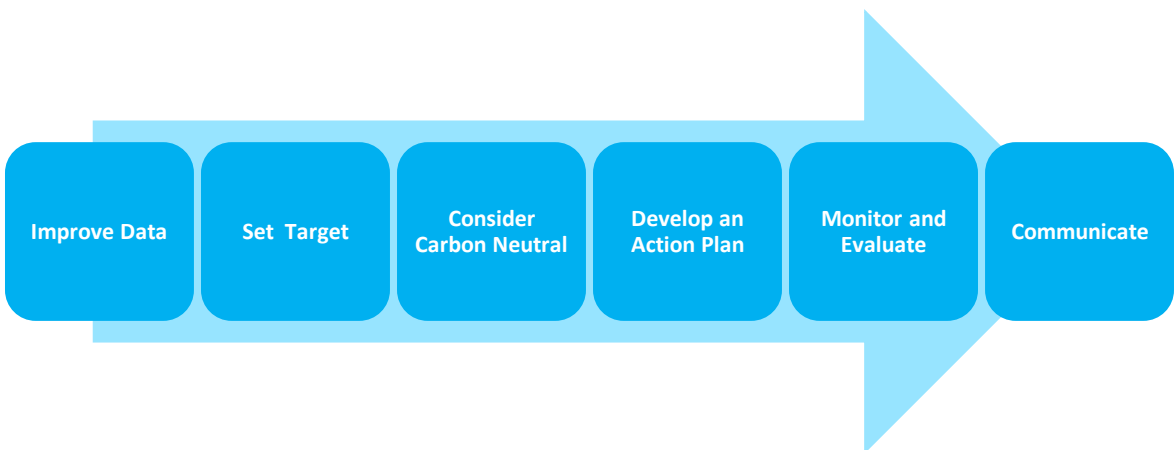 Improve Data
Set Target
Consider
Carbon Neutral
Develop an
Action Plan
Monitor and
Evaluate
Communicate